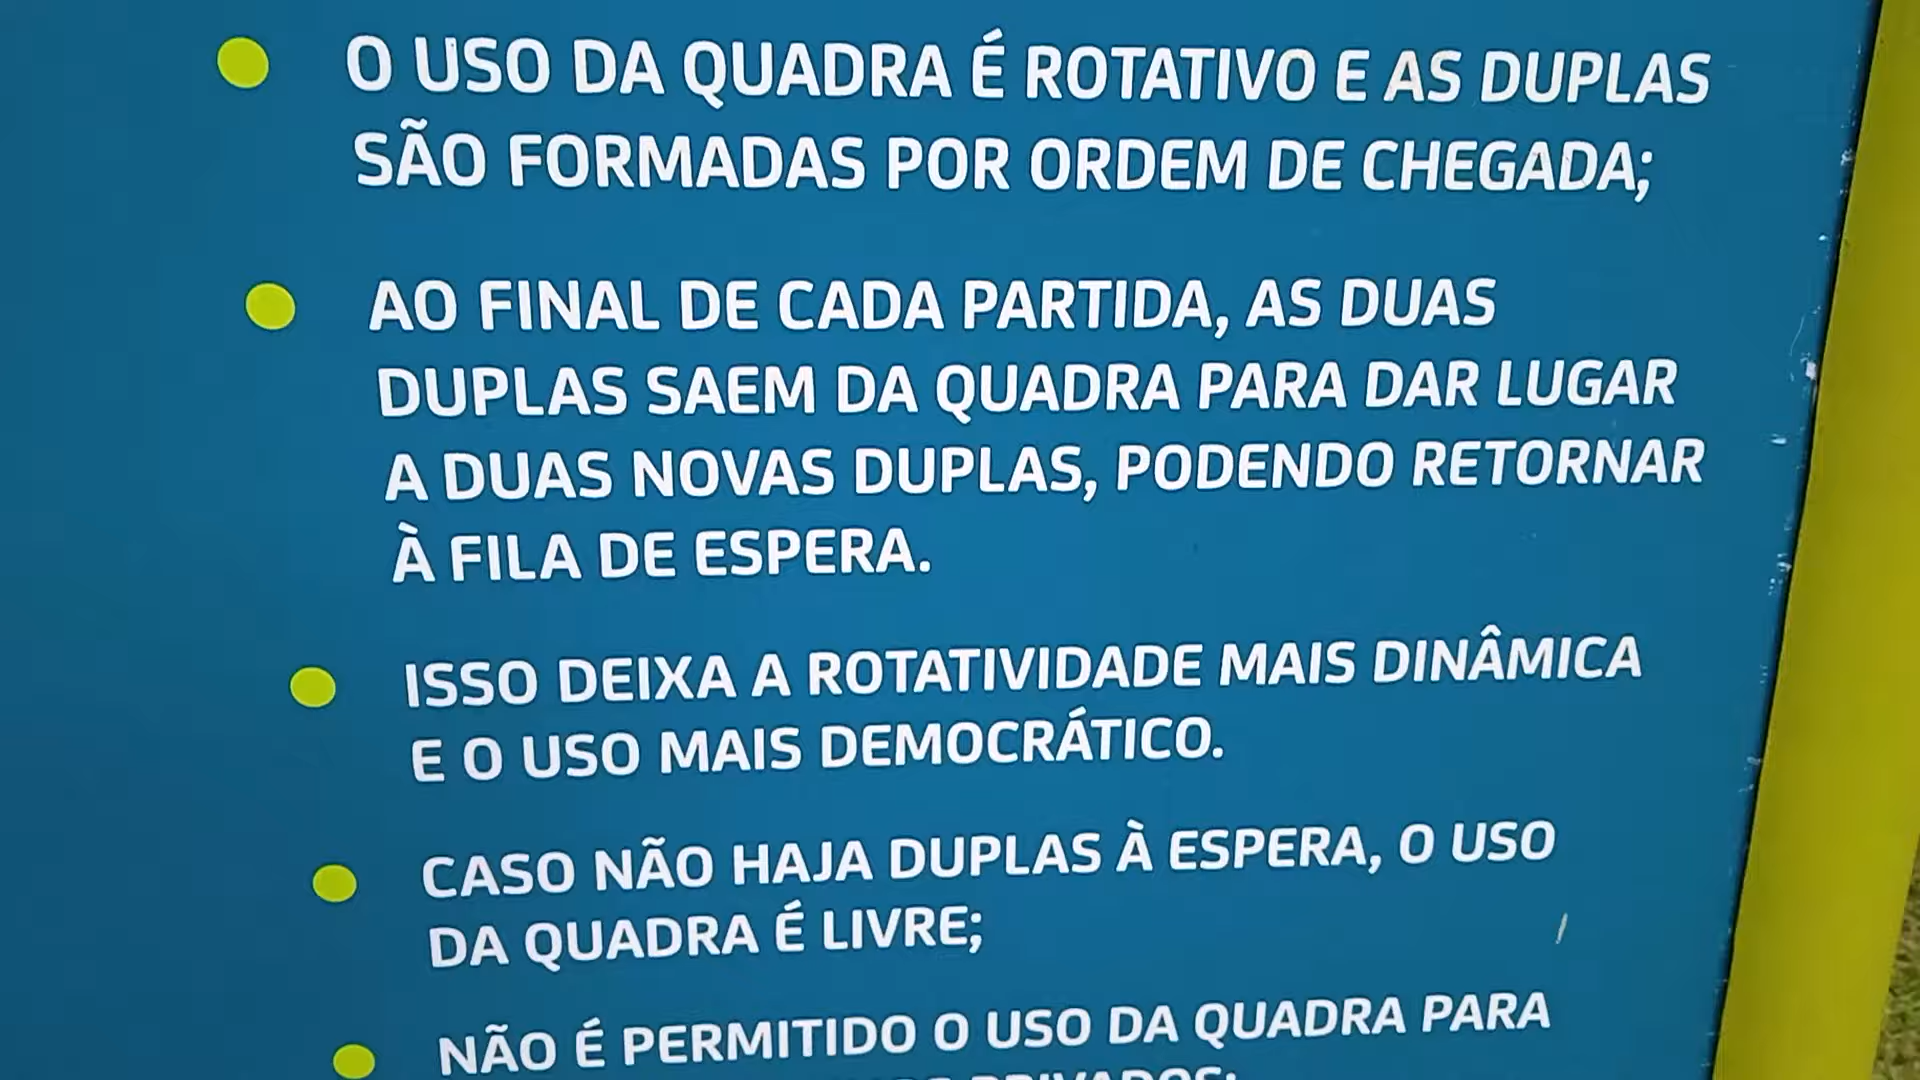 O USO DA QUADRA É ROTATIVO E AS DUPLAS
SÃO FORMADAS POR ORDEM DE CHEGADA;
AO FINAL DE CADA PARTIDA, AS DUAS
DUPLAS SAEM DA QUADRA PARA DAR LUGAR
A DUAS NOVAS DUPLAS, PODENDO RETORNAR
À FILA DE ESPERA.
ISSO DEIXA A ROTATIVIDADE MAIS DINÂMICA
E O USO MAIS DEMOCRÁTICO.
CASO NÃO HAJA DUPLAS À ESPERA, O USO
DA QUADRA É LIVRE;
NÃO É PERMITIDO O USO DA QUADRA PARA
PRIVADOS;